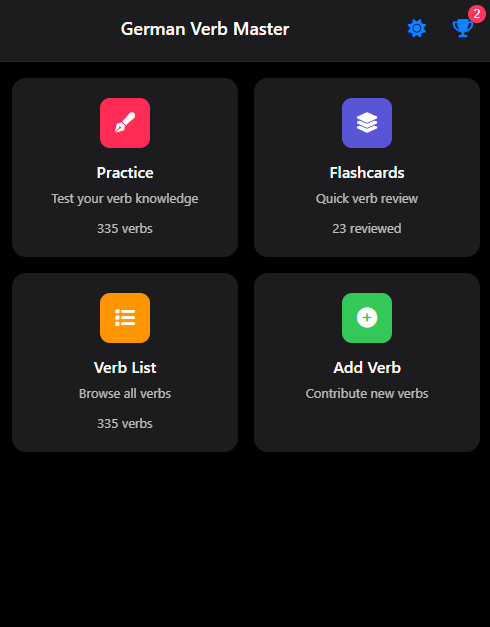 German Verb Master
2
Practice
Test your verb knowledge
335 verbs
Flashcards
Quick verb review
23 reviewed
Verb List
Browse all verbs
335 verbs
Add Verb
Contribute new verbs